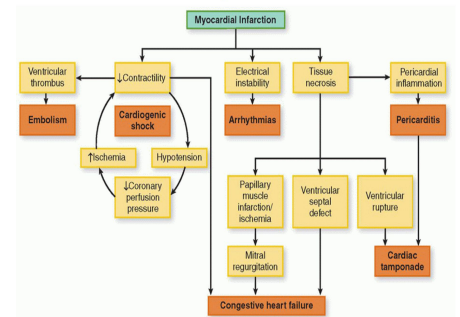 Myocardial Infarction
Ventricular
thrombus
↓Contractility
Electrical
instability
Tissue
necrosis
Pericardial
inflammation
Embolism
Cardiogenic
shock
Arrhythmias
Pericarditis
↑Ischemia
Hypotension
↓Coronary
perfusion
pressure
Papillary
muscle
infarction/
ischemia
Ventricular
septal
defect
Ventricular
rupture
Mitral
regurgitation
Cardiac
tamponade
Congestive heart failure